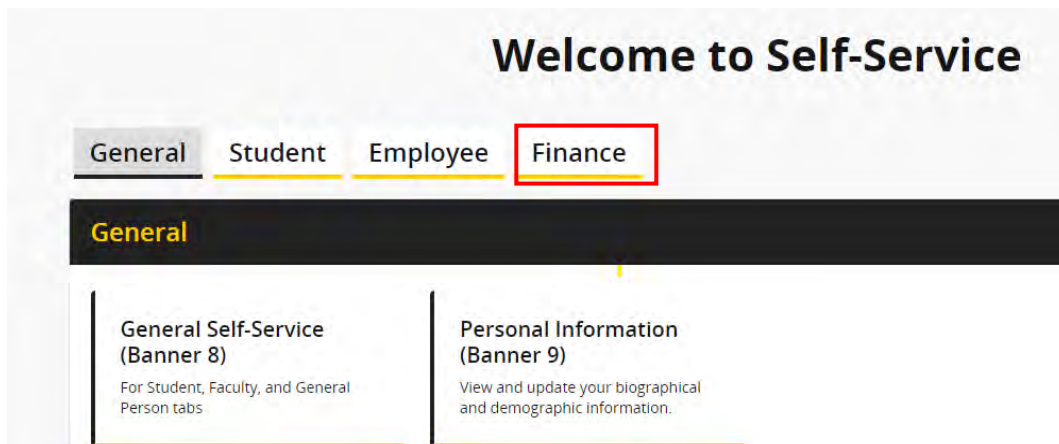 Welcome to Self-Service
General Student Employee Finance
General
General Self-Service
(Banner 8)
For Student, Faculty, and General
Person tabs
Personal Information
(Banner 9)
View and update your biographical
and demographic information.